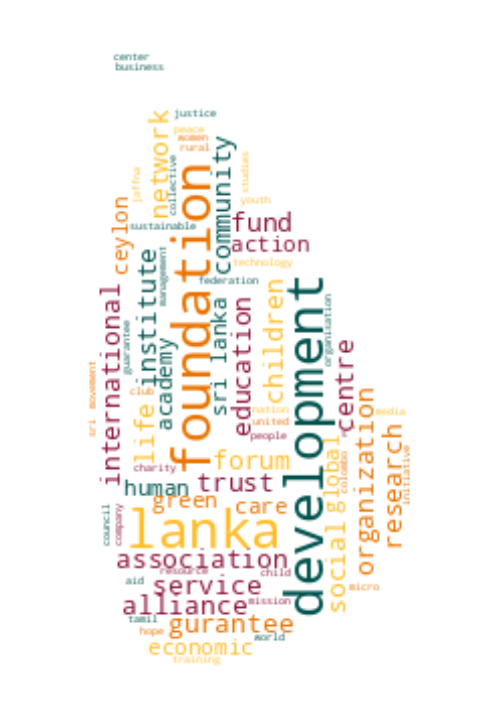 center
business
justice
network
peace
women
rural
collective
community
foundation
studies
jaffna
youth
ceylon
sustainable
fund
action
technology
management
institute
federation
international
children
development
organisation
sri lanka
education
guarantee
academy
centre
movement
sri
club
life
nation
united
people
media
organization
research
initiative
colombo
global
social
forum
charity
trust
human
green
care
lanka
council
company
association
resource
child
aid
service
micro
alliance
mission
tamil
gurantee
hope
world
economic
training